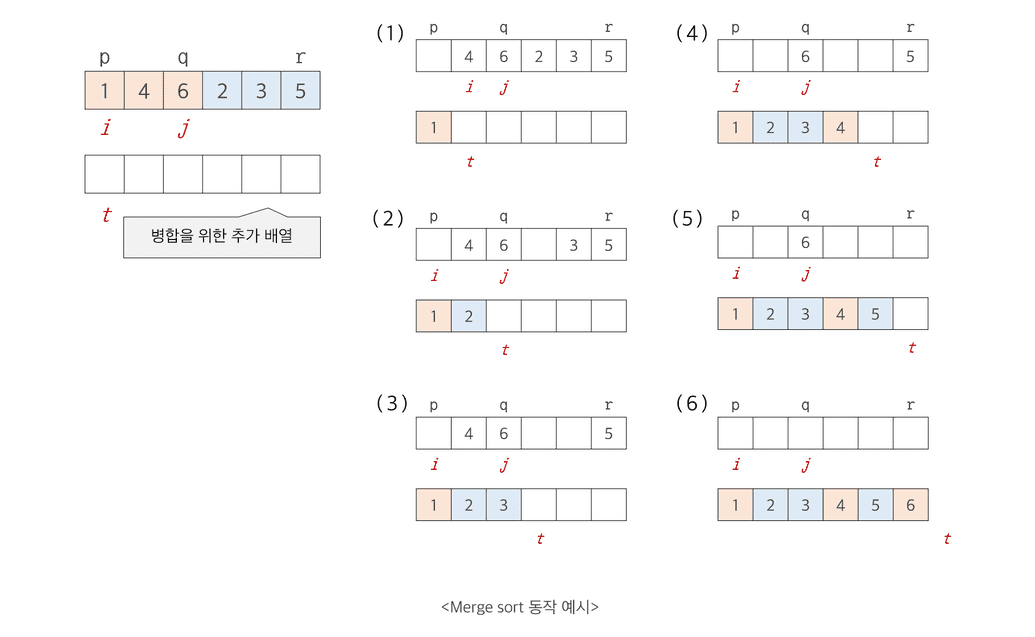 p q r
1 4 6 2 3 5
i j
t
병합을 위한 추가 배열
(1) p q r
4 6 2 3 5
i j
1
t
(2) p q r
4 6 3 5
i j
1 2
t
(3) p q r
4 6 5
i j
1 2 3
t
(4) p q r
6 5
i j
1 2 3 4
t
(5) p q r
6
i j
1 2 3 4 5
t
(6) p q r
i j
1 2 3 4 5 6
t
<Merge sort 동작 예시>